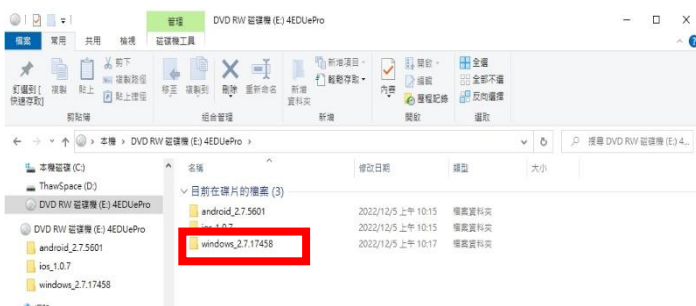 管理 DVD RW 磁碟機 (E:) 4EDUePro
檔案 常用 共用 檢視 磁碟機工具
釘選到 [快速存取] 複製 貼上 剪下 複製路徑 貼上捷徑
移至 複製到 刪除 重新命名
新增資料夾 新增項目 輕鬆存取
內容 開啟 編輯 歷程記錄
全選 全部不選 反向選擇
剪貼簿 組合管理 新增 開啟 選取
本機 › DVD RW 磁碟機 (E:) 4EDUePro ›
搜尋 DVD RW 磁碟機 (E:) 4...
本機磁碟 (C:)
ThawSpace (D:)
DVD RW 磁碟機 (E:) 4EDUePro
DVD RW 磁碟機 (E:) 4EDUePro
android_2.7.5601
ios_1.0.7
windows_2.7.17458
名稱 修改日期 類型 大小
目前在碟片的檔案 (3)
android_2.7.5601 2022/12/5 上午 10:15 檔案資料夾
ios_1.0.7 2022/12/5 上午 10:15 檔案資料夾
windows_2.7.17458 2022/12/5 上午 10:17 檔案資料夾